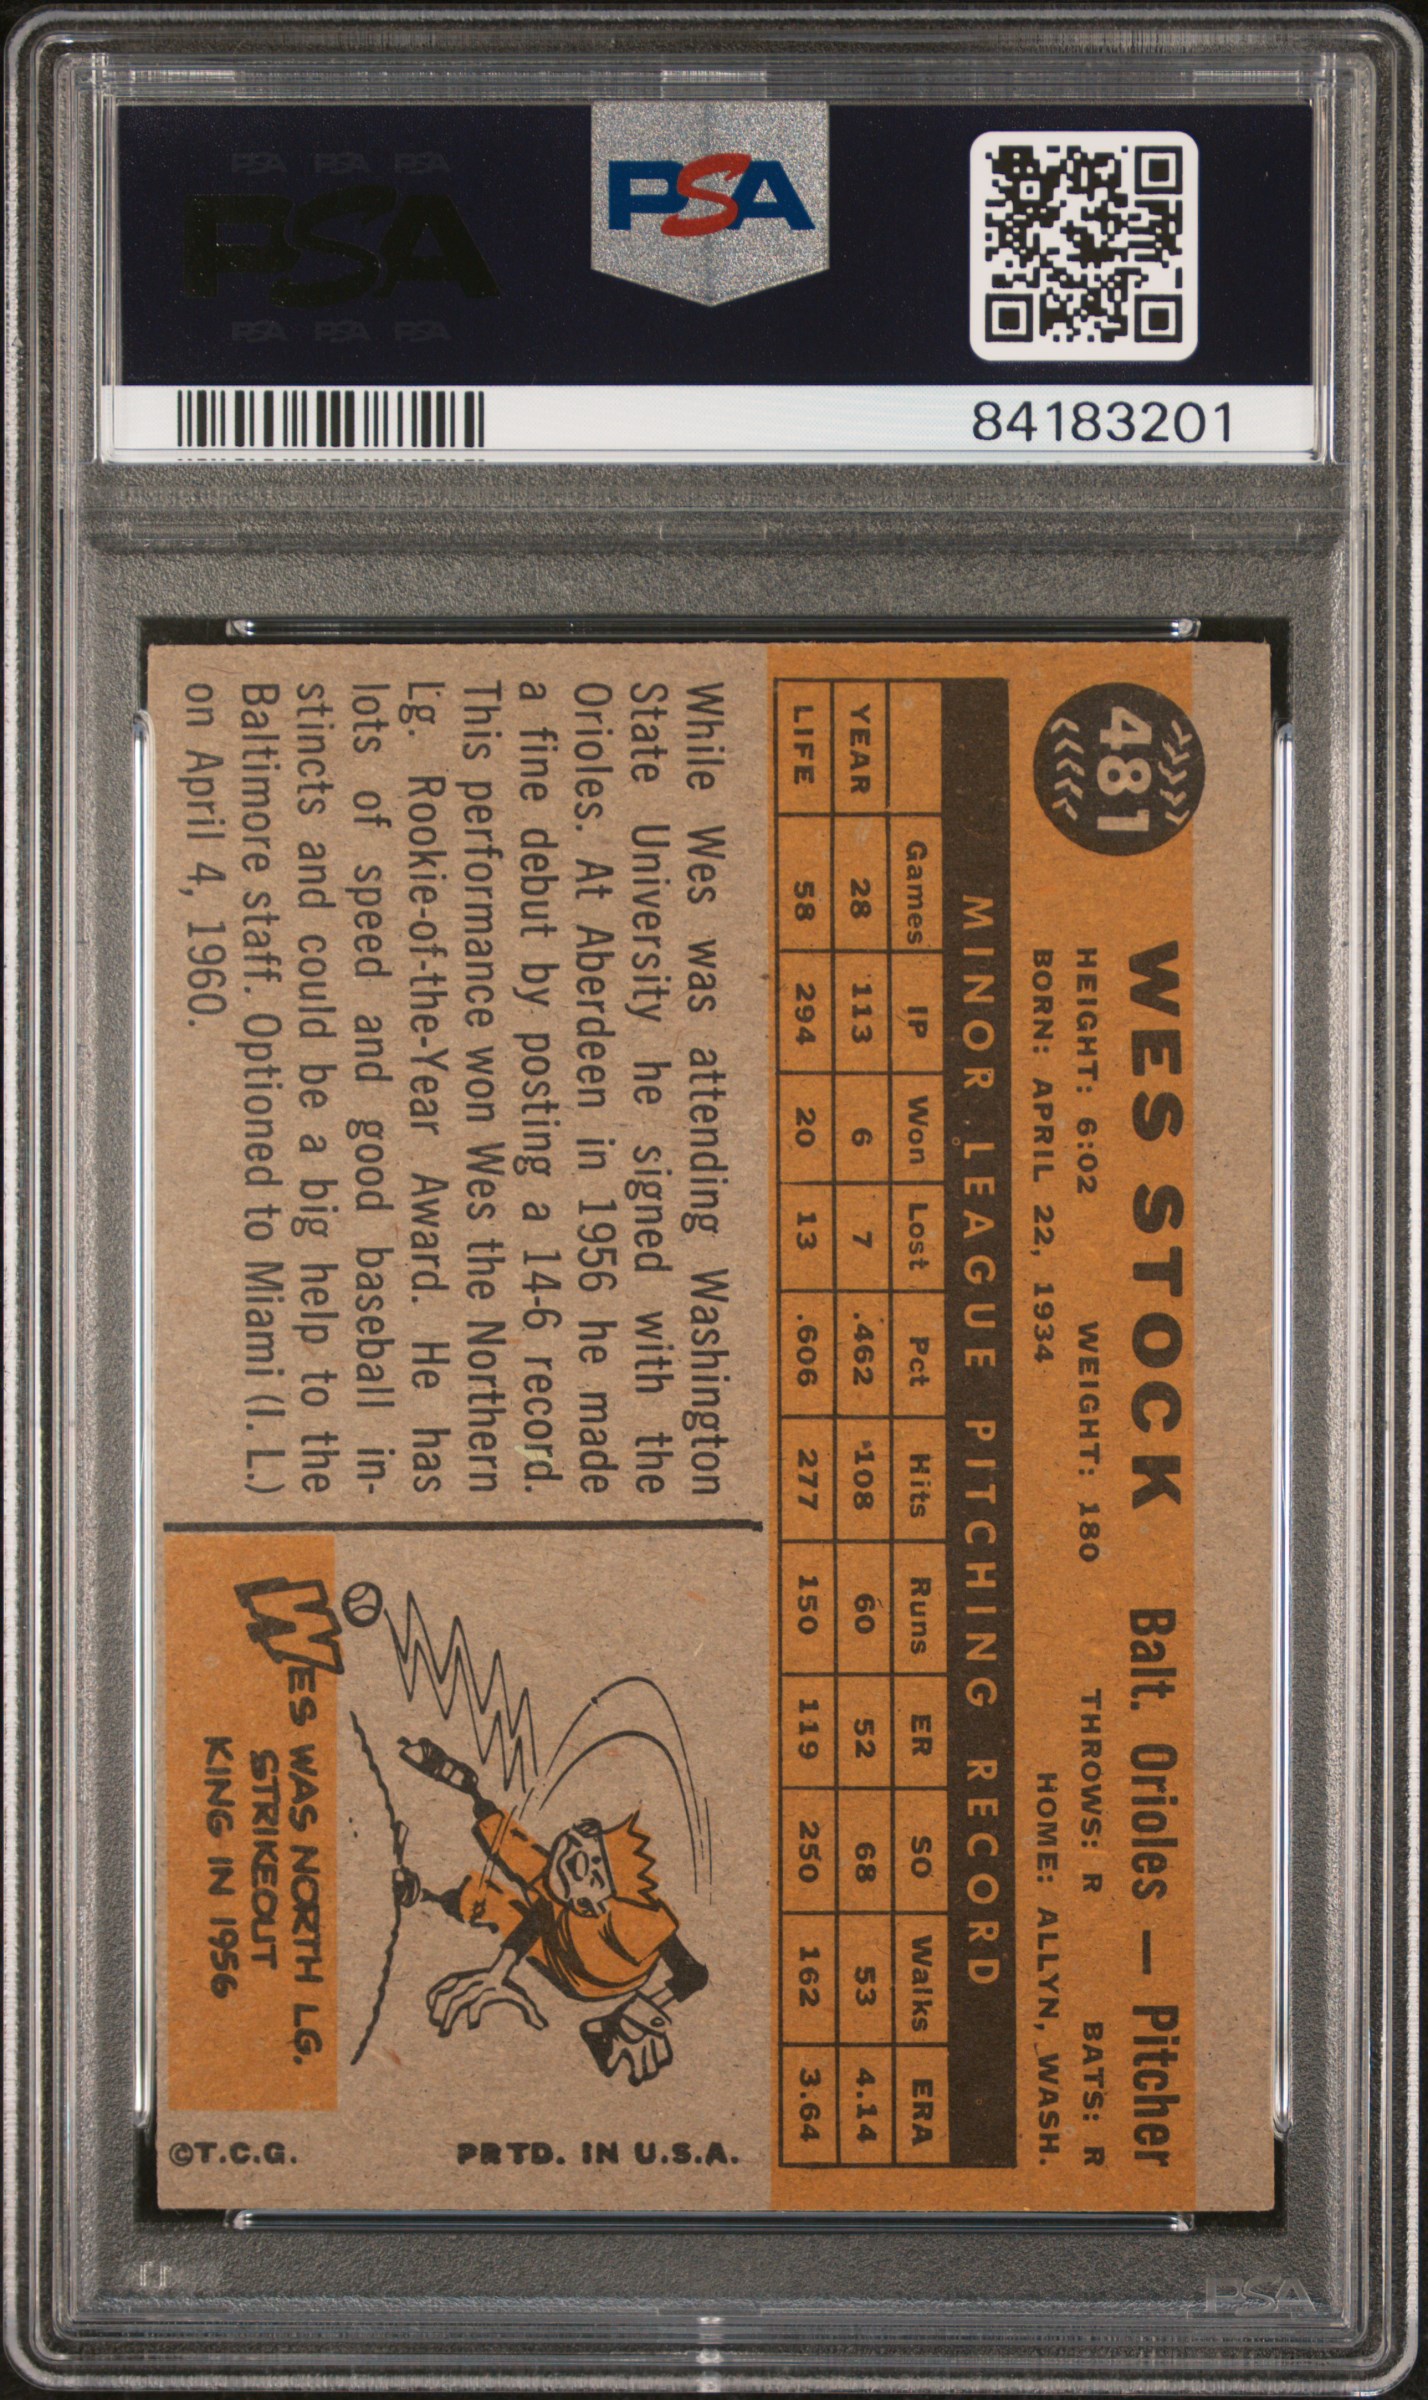 PSA PSA PSA
PSA
PSA PSA PSA
PSA
84183201
481
WES STOCK Balt. Orioles — Pitcher
HEIGHT: 6:02 WEIGHT: 180 THROWS: R BATS: R
BORN: APRIL 22, 1934 HOME: ALLYN, WASH.
MINOR LEAGUE PITCHING RECORD
Games IP Won Lost Pct Hits Runs ER SO Walks ERA
YEAR 28 113 6 7 .462 108 60 52 68 53 4.14
LIFE 58 294 20 13 .606 277 150 119 250 162 3.64
While Wes was attending Washington
State University he signed with the
Orioles. At Aberdeen in 1956 he made
a fine debut by posting a 14-6 record.
This performance won Wes the Northern
L'g. Rookie-of-the-Year Award. He has
lots of speed and good baseball in-
stincts and could be a big help to the
Baltimore staff. Optioned to Miami (I. L.)
on April 4, 1960.
WES WAS NORTH LG.
STRIKEOUT
KING IN 1956
PRTD. IN U.S.A.
©T.C.G.
PSA